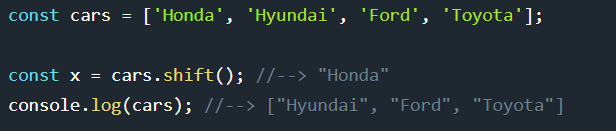 const cars = ['Honda', 'Hyundai', 'Ford', 'Toyota'];
const x = cars.shift(); //--> "Honda"
console.log(cars); //--> ["Hyundai", "Ford", "Toyota"]